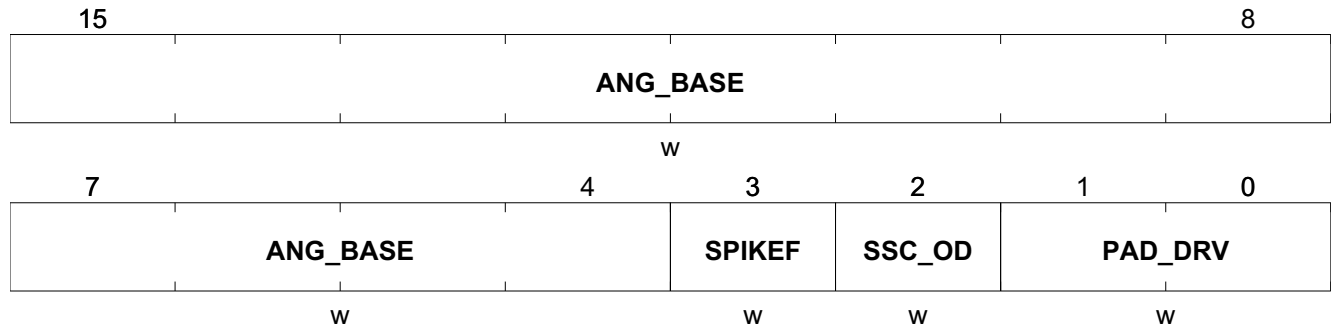 15 8
ANG_BASE
w
7 4 3 2 1 0
ANG_BASE SPIKEF SSC_OD PAD_DRV
w w w w